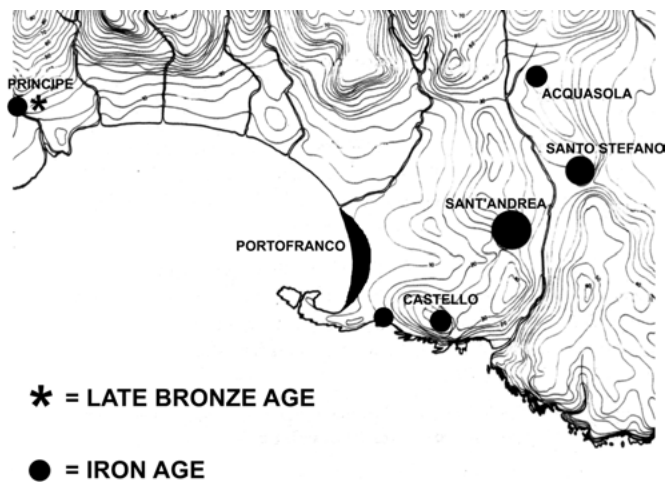 PRINCIPE
ACQUASOLA
SANTO STEFANO
SANT'ANDREA
PORTOFRANCO
CASTELLO
* = LATE BRONZE AGE
● = IRON AGE